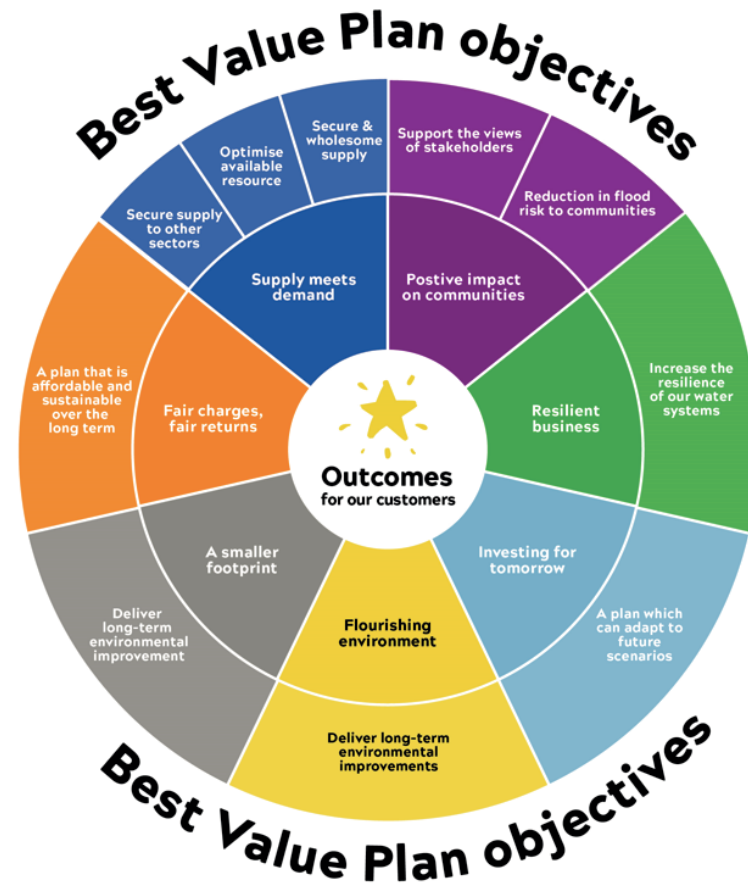 Best Value Plan objectives
Secure &
wholesome
supply
Support the views
of stakeholders
Optimise
available
resource
Reduction in flood
risk to communities
Secure supply
to other
sectors
Supply meets
demand
Postive impact
on communities
A plan that is
affordable and
sustainable
over the
long term
Fair charges,
fair returns
Resilient
business
Increase the
resilience
of our water
systems
Outcomes
for our customers
A smaller
footprint
Investing for
tomorrow
Deliver
long-term
environmental
improvement
Flourishing
environment
A plan which
can adapt to
future
scenarios
Deliver long-term
environmental
improvements
Best Value Plan objectives